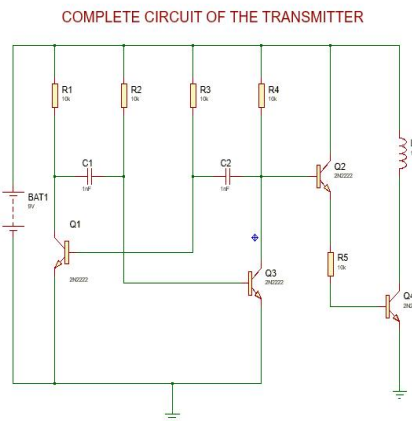 COMPLETE CIRCUIT OF THE TRANSMITTER
R1
10k
R2
10k
R3
10k
R4
10k
C1
1nF
C2
1nF
Q2
2N2222
BAT1
9V
Q1
2N2222
R5
10k
Q3
2N2222
Q4